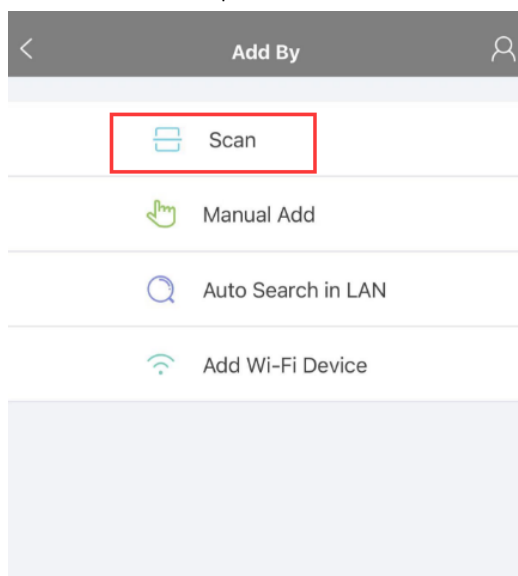 Add By
Scan
Manual Add
Auto Search in LAN
Add Wi-Fi Device